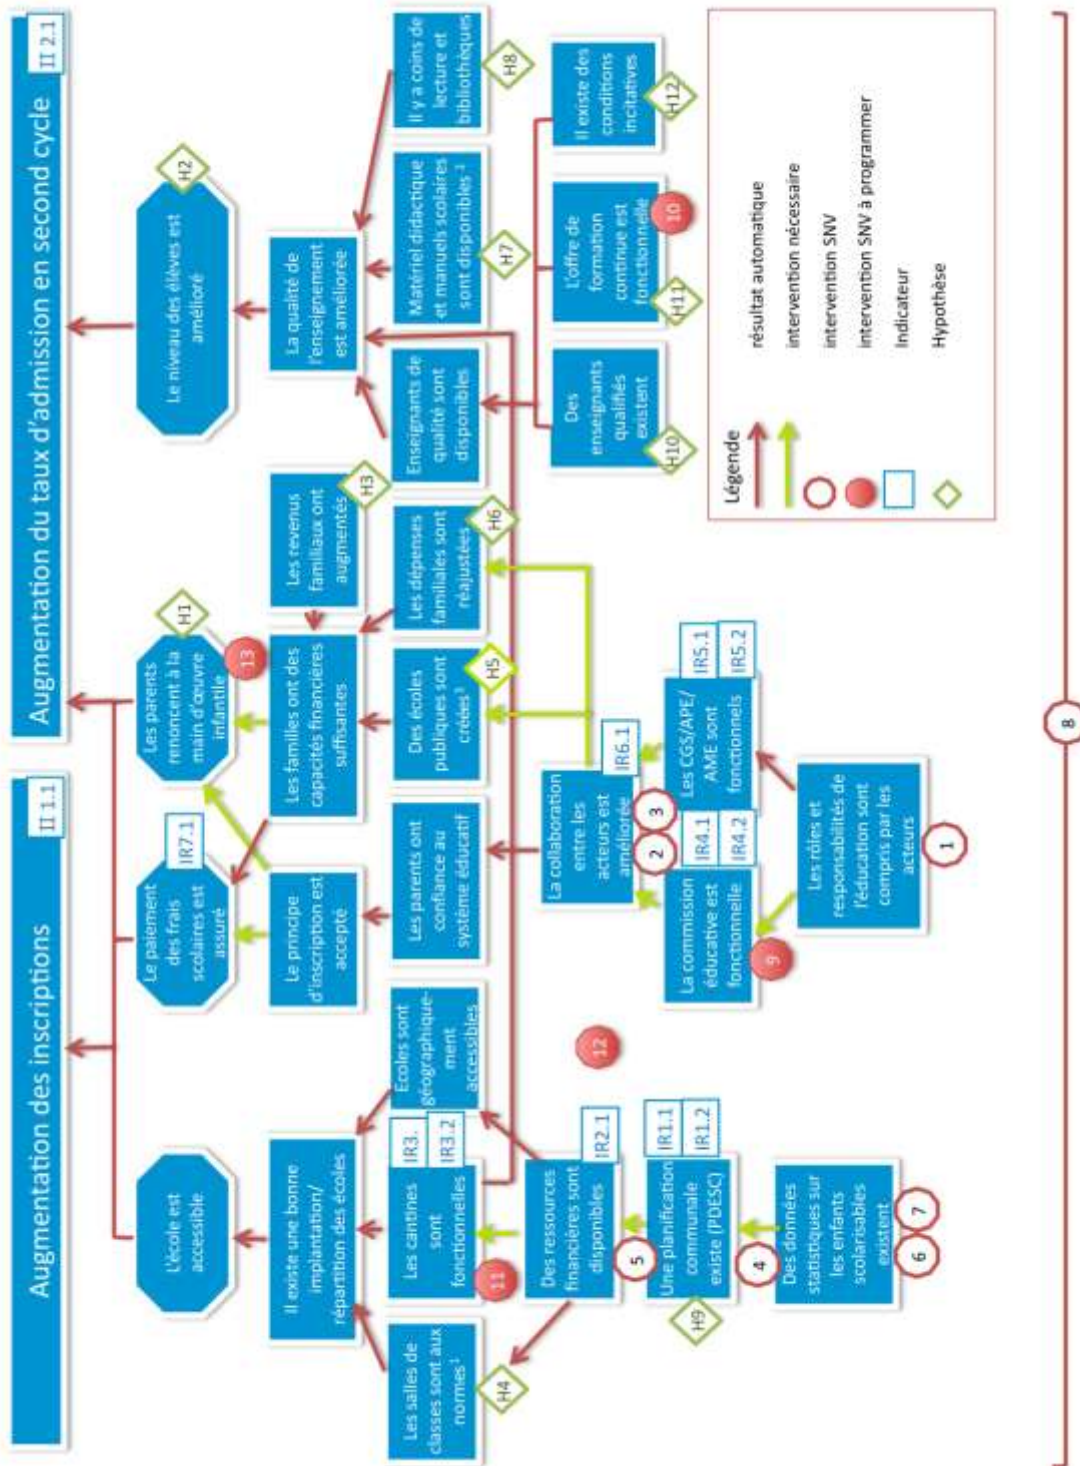 Augmentation des inscriptions
II 1.1
Augmentation du taux d'admission en second cycle
II 2.1
L'école est
accessible
Le paiement
des frais
scolaires est
assuré
IR7.1
Les parents
renoncent à la
main d'œuvre
infantile
H1
13
Le niveau des élèves est
amélioré
H2
Il existe une bonne
implantation/
répartition des écoles
Le principe
d'inscription est
accepté
Les familles ont des
capacités financières
suffisantes
Les revenus
familiaux ont
augmentés
H3
La qualité de
l'enseignement
est améliorée
Les salles de
classes sont aux
normes¹
H4
Les cantines
sont
fonctionnelles
11
IR3.
IR3.2
Ecoles sont
géographique-
ment
accessibles
Les parents ont
confiance au
système éducatif
Des écoles
publiques sont
créées³
H5
Les dépenses
familiales sont
réajustées
H6
Enseignants de
qualité sont
disponibles
Matériel didactique
et manuels scolaires
sont disponibles ¹
H7
Il y a coins de
lecture et
bibliothèques
H8
Des ressources
financières sont
disponibles
5
IR2.1
12
La collaboration
entre les
acteurs est
améliorée
2
3
IR6.1
Des
enseignants
qualifiés
existent
H10
L'offre de
formation
continue est
fonctionnelle
H11
10
Il existe des
conditions
incitatives
H12
Une planification
communale
existe (PDESC)
H9
4
IR1.1
IR1.2
La commission
éducative est
fonctionnelle
9
IR4.1
IR4.2
Les CGS/APE/
AME sont
fonctionnels
IR5.1
IR5.2
Des données
statistiques sur
les enfants
scolarisables
existent
6
7
Les rôles et
responsabilités de
l'éducation sont
compris par les
acteurs
1
Légende
résultat automatique
intervention nécessaire
intervention SNV
intervention SNV à programmer
Indicateur
Hypothèse
8